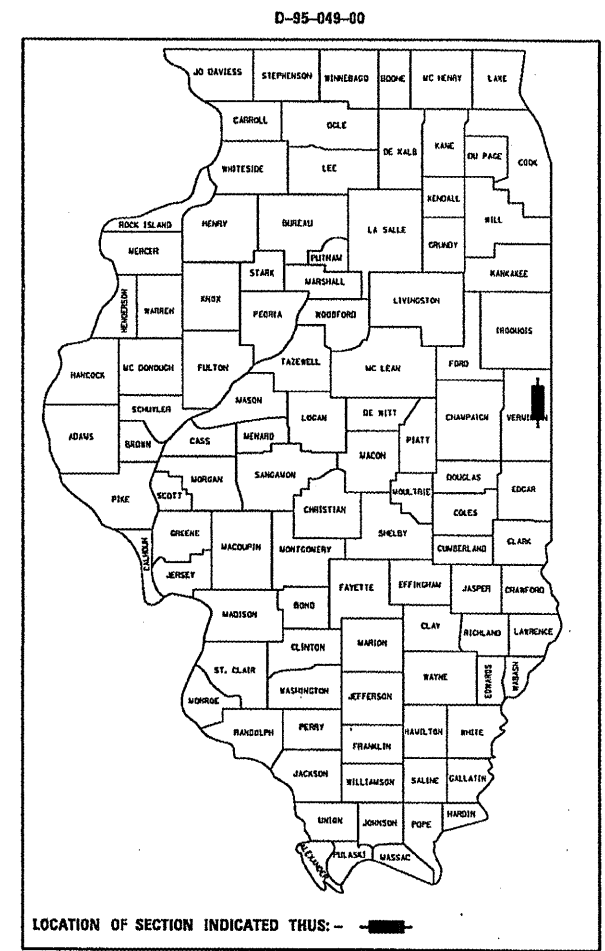 D-95-049-00
JO DAVIESS STEPHENSON WINNEBAGO BOONE MC HENRY LAKE
CARROLL OGLE
DE KALB KANE DU PAGE COOK
WHITESIDE LEE
KENDALL
ROCK ISLAND HENRY BUREAU LA SALLE GRUNDY WILL
MERCER PUTNAM
STARK MARSHALL KANKAKEE
HENDERSON WARREN KNOX PEORIA WOODFORD LIVINGSTON IROQUOIS
HANCOCK MC DONOUGH FULTON TAZEWELL MC LEAN FORD
MASON
SCHUYLER LOGAN DE WITT CHAMPAIGN
ADAMS BROWN CASS MENARD MACON PIATT
PIKE SCOTT MORGAN SANGAMON MOULTRIE DOUGLAS EDGAR
CHRISTIAN COLES
CALHOUN GREENE MACOUPIN MONTGOMERY SHELBY CUMBERLAND CLARK
JERSEY FAYETTE EFFINGHAM JASPER CRAWFORD
MADISON BOND
CLAY RICHLAND LAWRENCE
CLINTON MARION
ST. CLAIR WAYNE EDWARDS WABASH
MONROE WASHINGTON JEFFERSON
RANDOLPH PERRY HAMILTON WHITE
FRANKLIN
JACKSON WILLIAMSON SALINE GALLATIN
UNION JOHNSON POPE HARDIN
ALEXANDER PULASKI MASSAC
LOCATION OF SECTION INDICATED THUS: -